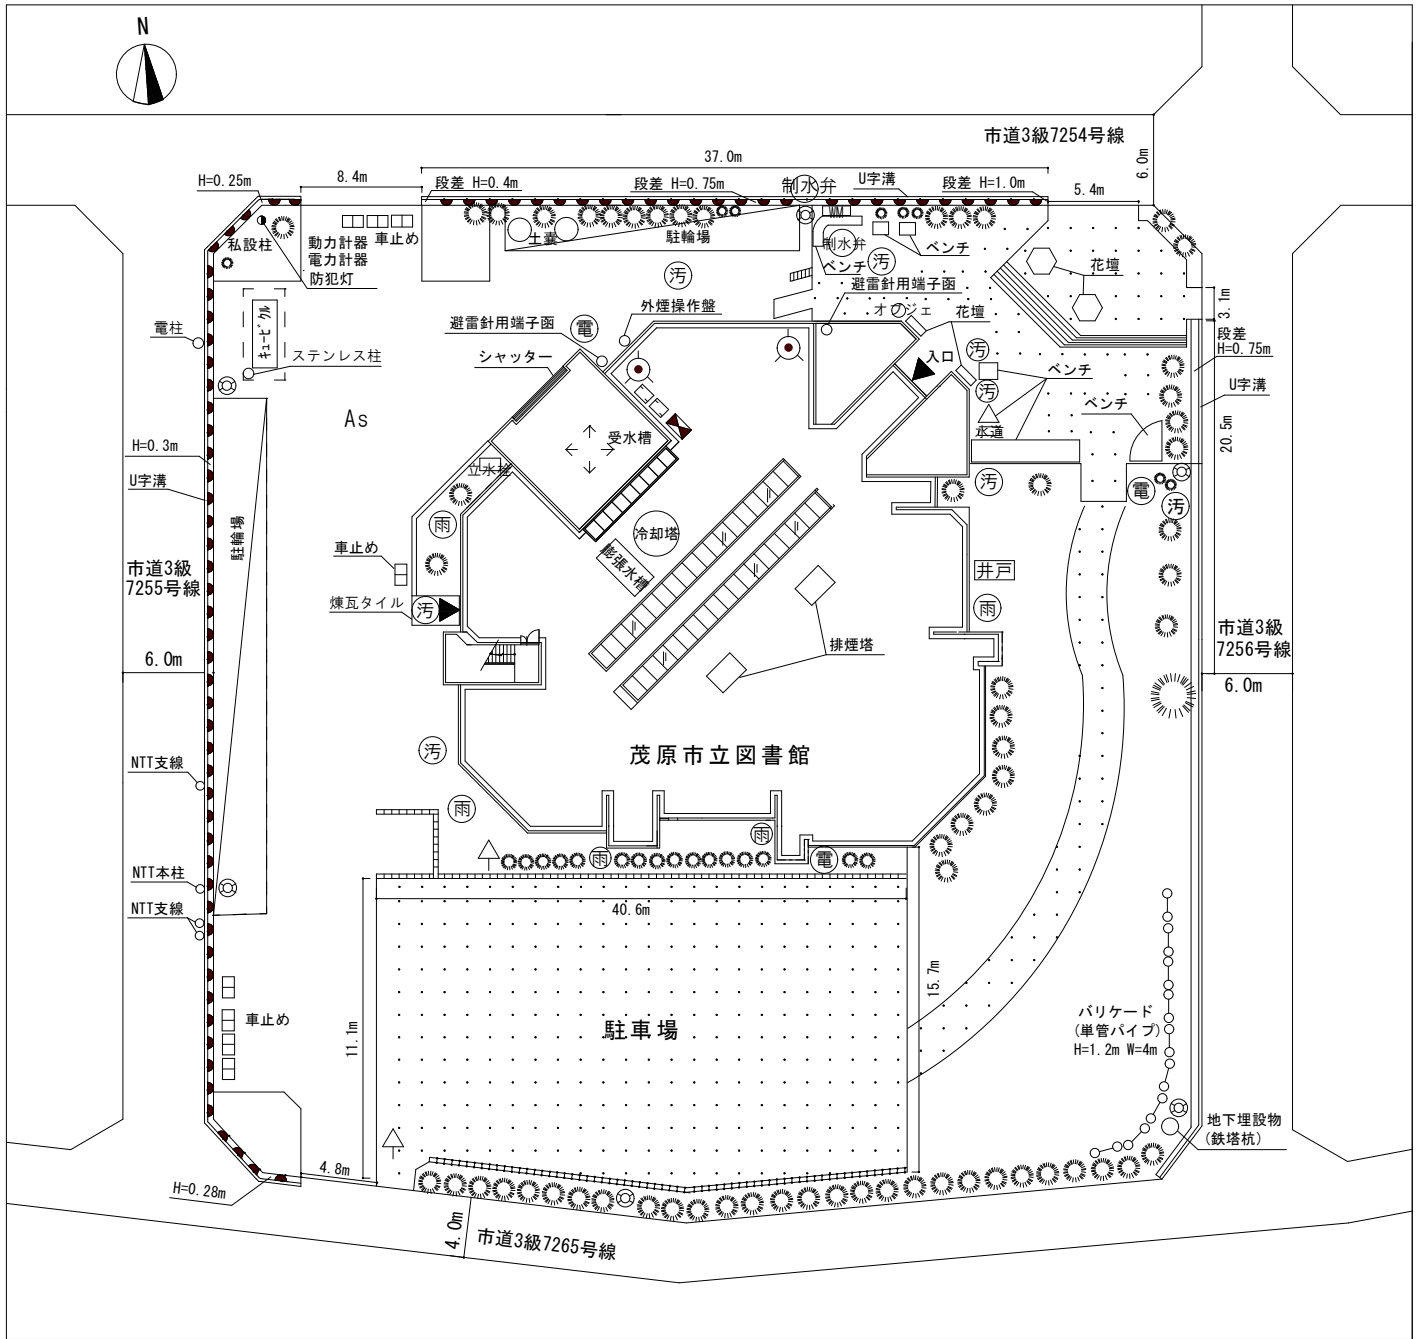 N
市道3級7254号線
37.0m
6.0m
H=0.25m
8.4m
段差 H=0.4m
段差 H=0.75m
制水弁
U字溝
段差 H=1.0m
5.4m
私設柱
動力計器
電力計器
防犯灯
車止め
土嚢
駐輪場
WM
制水弁
ベンチ
ベンチ
汚
汚
花壇
3.1m
電柱
キュービクル
ステンレス柱
避雷針用端子函
電
外煙操作盤
避雷針用端子函
オブジェ
花壇
シャッター
入口
汚
段差
H=0.75m
ベンチ
汚
U字溝
ベンチ
As
受水槽
水道
20.5m
H=0.3m
立水栓
U字溝
汚
電
汚
駐輪場
雨
冷却塔
膨張水槽
車止め
市道3級
7255号線
井戸
煉瓦タイル
汚
雨
排煙塔
市道3級
7256号線
6.0m
6.0m
汚
茂原市立図書館
NTT支線
雨
雨
雨
電
NTT本柱
NTT支線
40.6m
15.7m
11.1m
駐車場
車止め
バリケード
(単管パイプ)
H=1.2m W=4m
地下埋設物
(鉄塔杭)
4.8m
H=0.28m
4.0m
市道3級7265号線